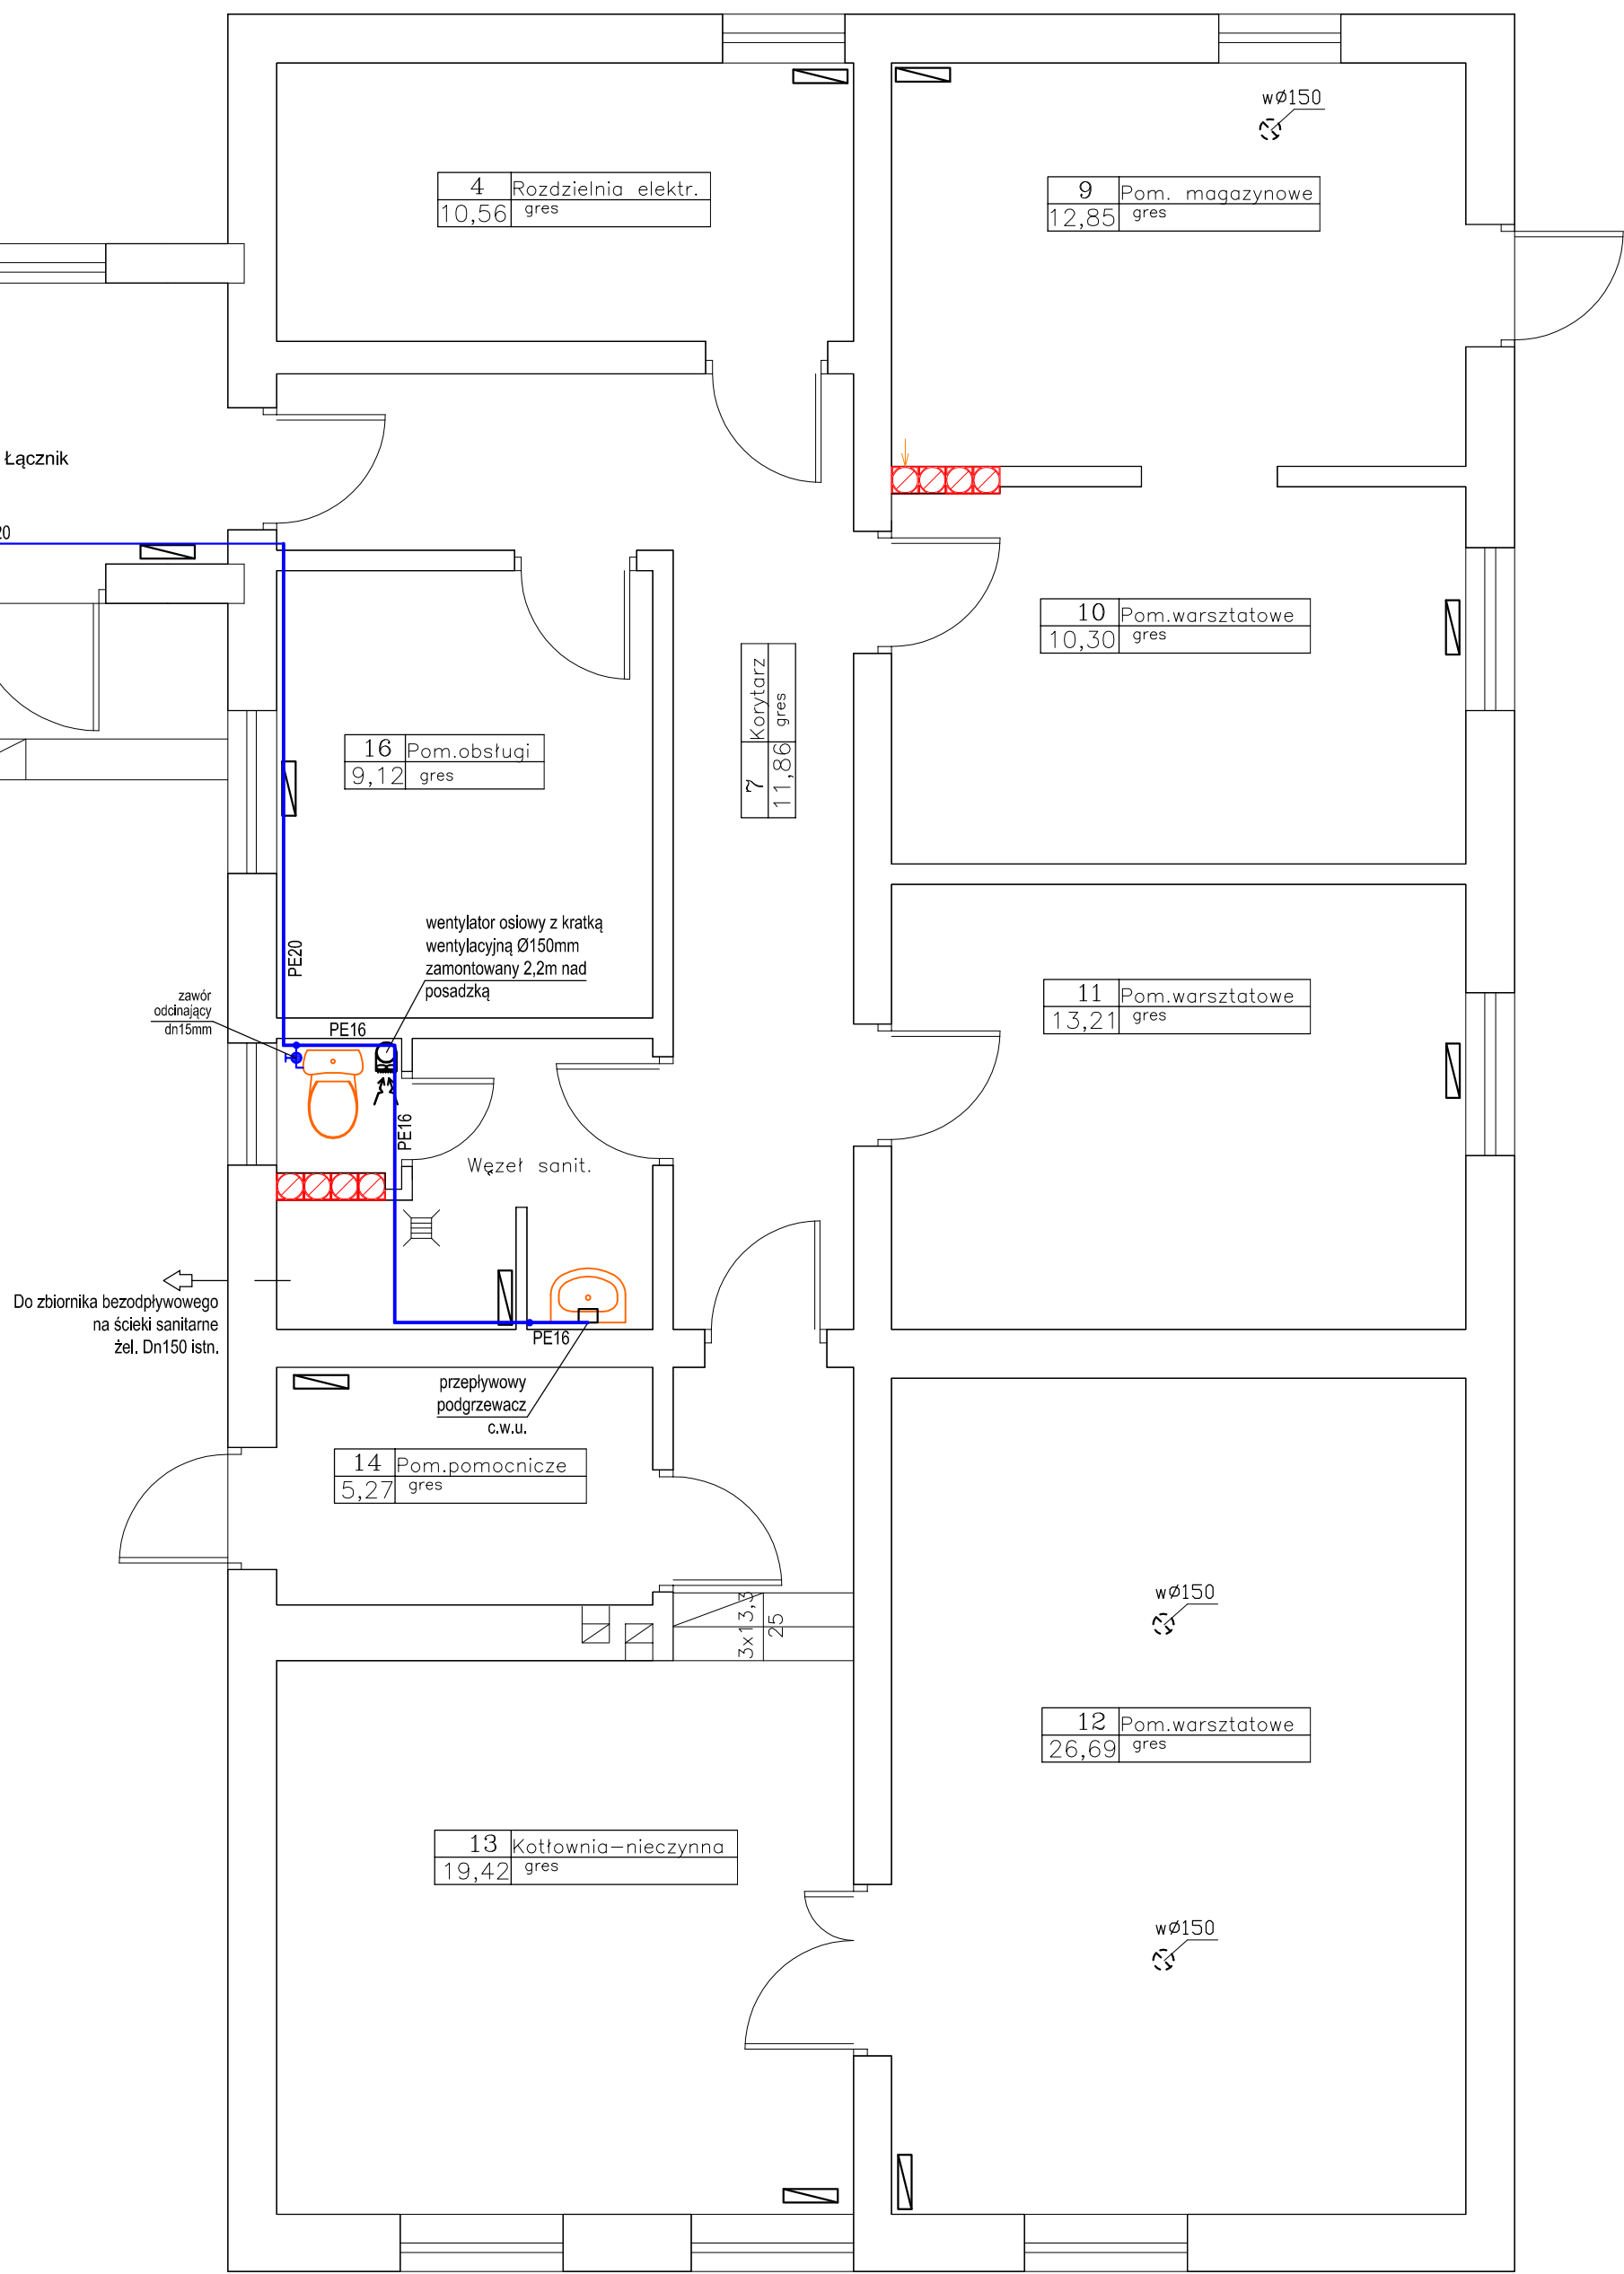 wØ150
4 Rozdzielnia elektr.
10,56 gres
9 Pom. magazynowe
12,85 gres
Łącznik
20
10 Pom.warsztatowe
10,30 gres
7 Korytarz
11,86 gres
16 Pom.obsługi
9,12 gres
wentylator osiowy z kratką
wentylacyjną Ø150mm
zamontowany 2,2m nad
posadzką
PE20
zawór
odcinający
dn15mm
PE16
11 Pom.warsztatowe
13,21 gres
PE16
Węzeł sanit.
Do zbiornika bezodpływowego
na ścieki sanitarne
żel. Dn150 istn.
PE16
przepływowy
podgrzewacz
c.w.u.
14 Pom.pomocnicze
5,27 gres
3x13,3
25
wØ150
12 Pom.warsztatowe
26,69 gres
13 Kotłownia-nieczynna
19,42 gres
wØ150